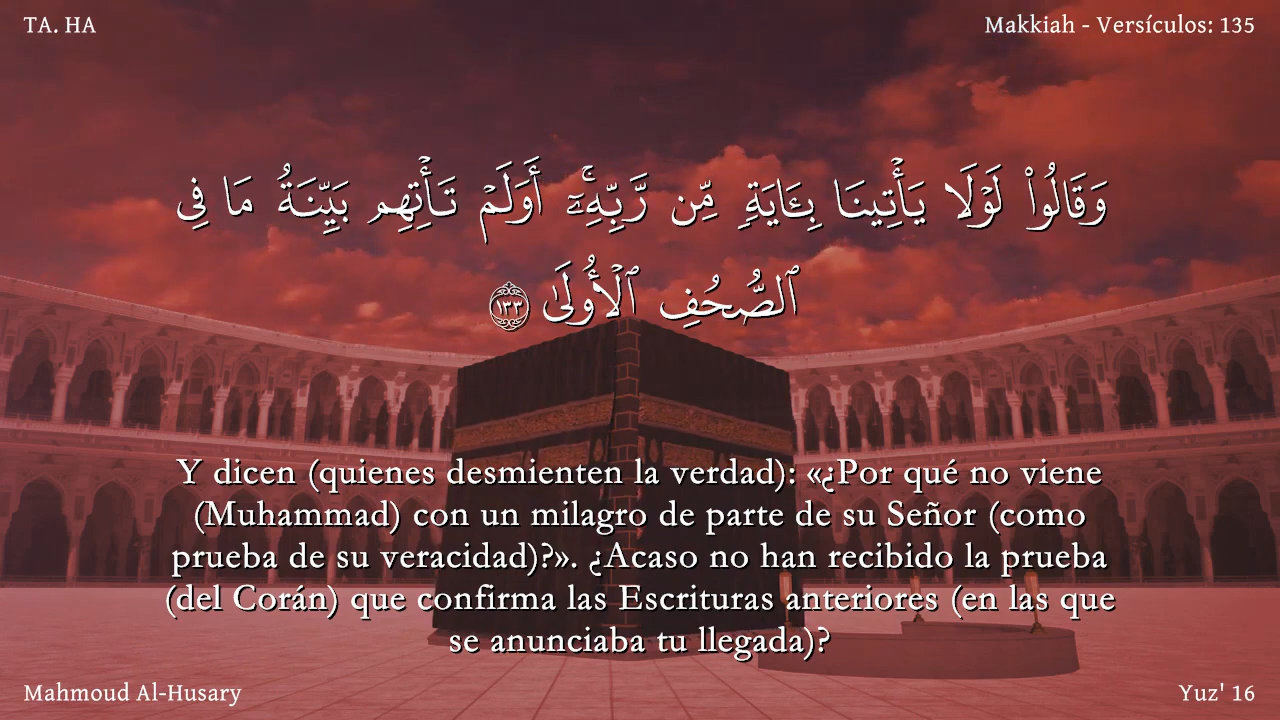 TA. HA
Makkiah - Versículos: 135
وَقَالُوا۟ لَوْلَا يَأْتِينَا بِـَٔايَةٍ مِّن رَّبِّهِۦٓ ۚ أَوَلَمْ تَأْتِهِم بَيِّنَةُ مَا فِى
ٱلصُّحُفِ ٱلْأُولَىٰ ١٣٣
Y dicen (quienes desmienten la verdad): «¿Por qué no viene
(Muhammad) con un milagro de parte de su Señor (como
prueba de su veracidad)?». ¿Acaso no han recibido la prueba
(del Corán) que confirma las Escrituras anteriores (en las que
se anunciaba tu llegada)?
Mahmoud Al-Husary
Yuz' 16